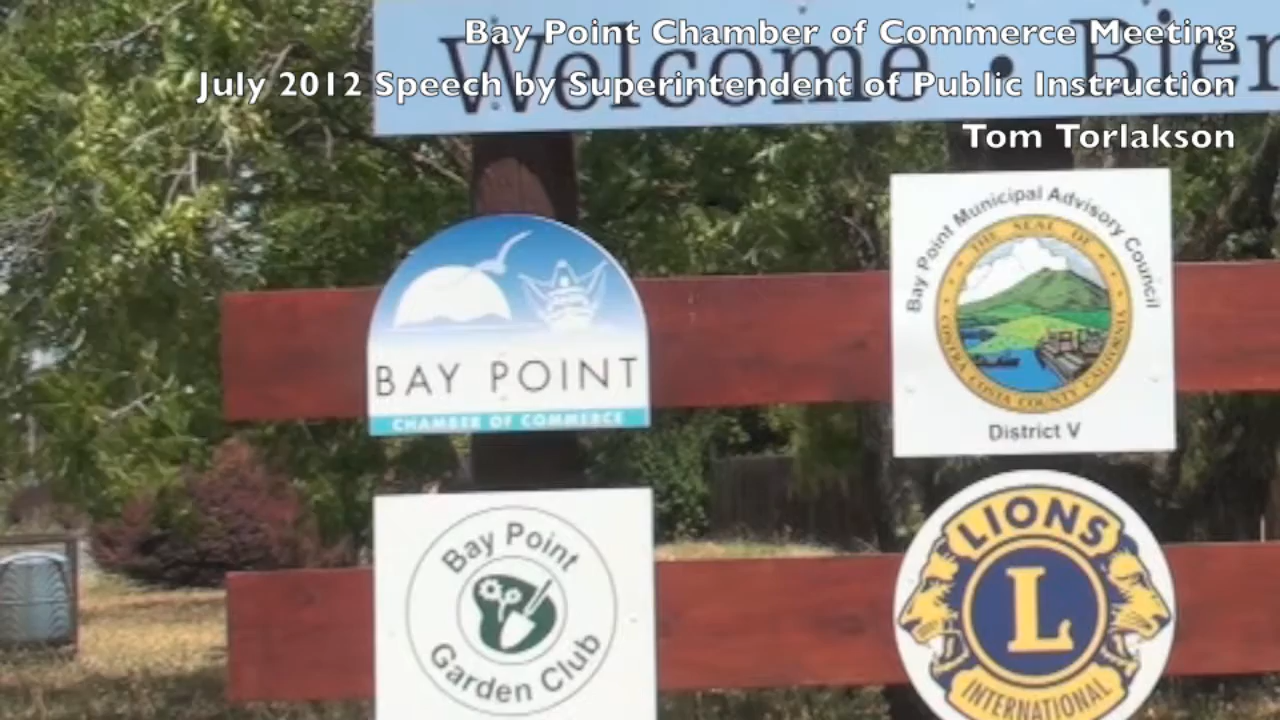 Bay Point Chamber of Commerce Meeting
July 2012 Speech by Superintendent of Public Instruction
Tom Torlakson
Welcome • Bien
BAY POINT
CHAMBER OF COMMERCE
Bay Point Municipal Advisory Council
THE SEAL OF
CONTRA COSTA COUNTY CALIFORNIA
District V
Bay Point
Garden Club
LIONS
L
INTERNATIONAL